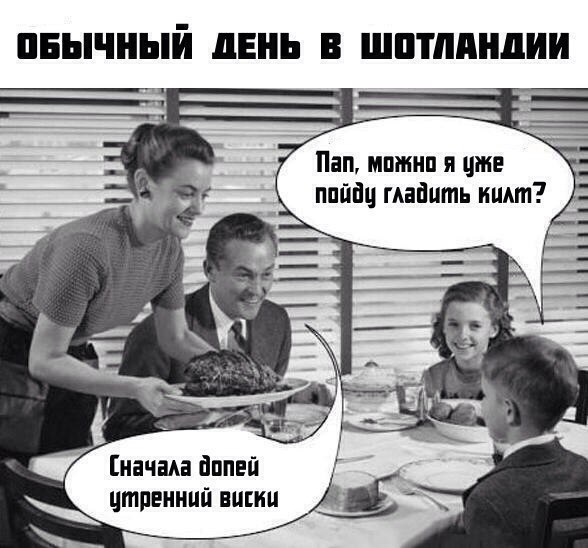 ОБЫЧНЫЙ ДЕНЬ В ШОТЛАНДИИ
Пап, можно я уже
пойду гладить килт?
Сначала допей
утренний виски